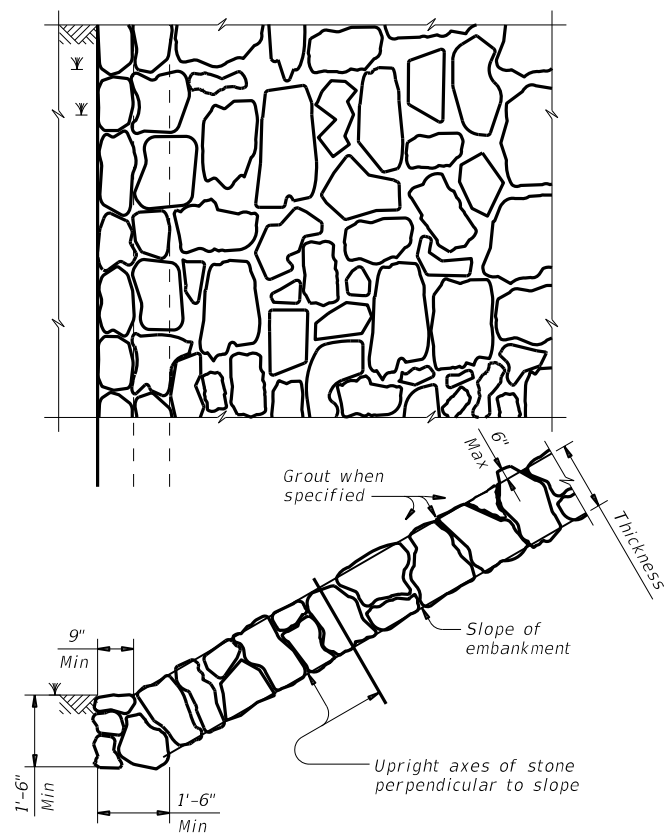 6"
Max
Grout when
specified
Thickness
Slope of
embankment
9"
Min
1'-6"
Min
Upright axes of stone
perpendicular to slope
1'-6"
Min